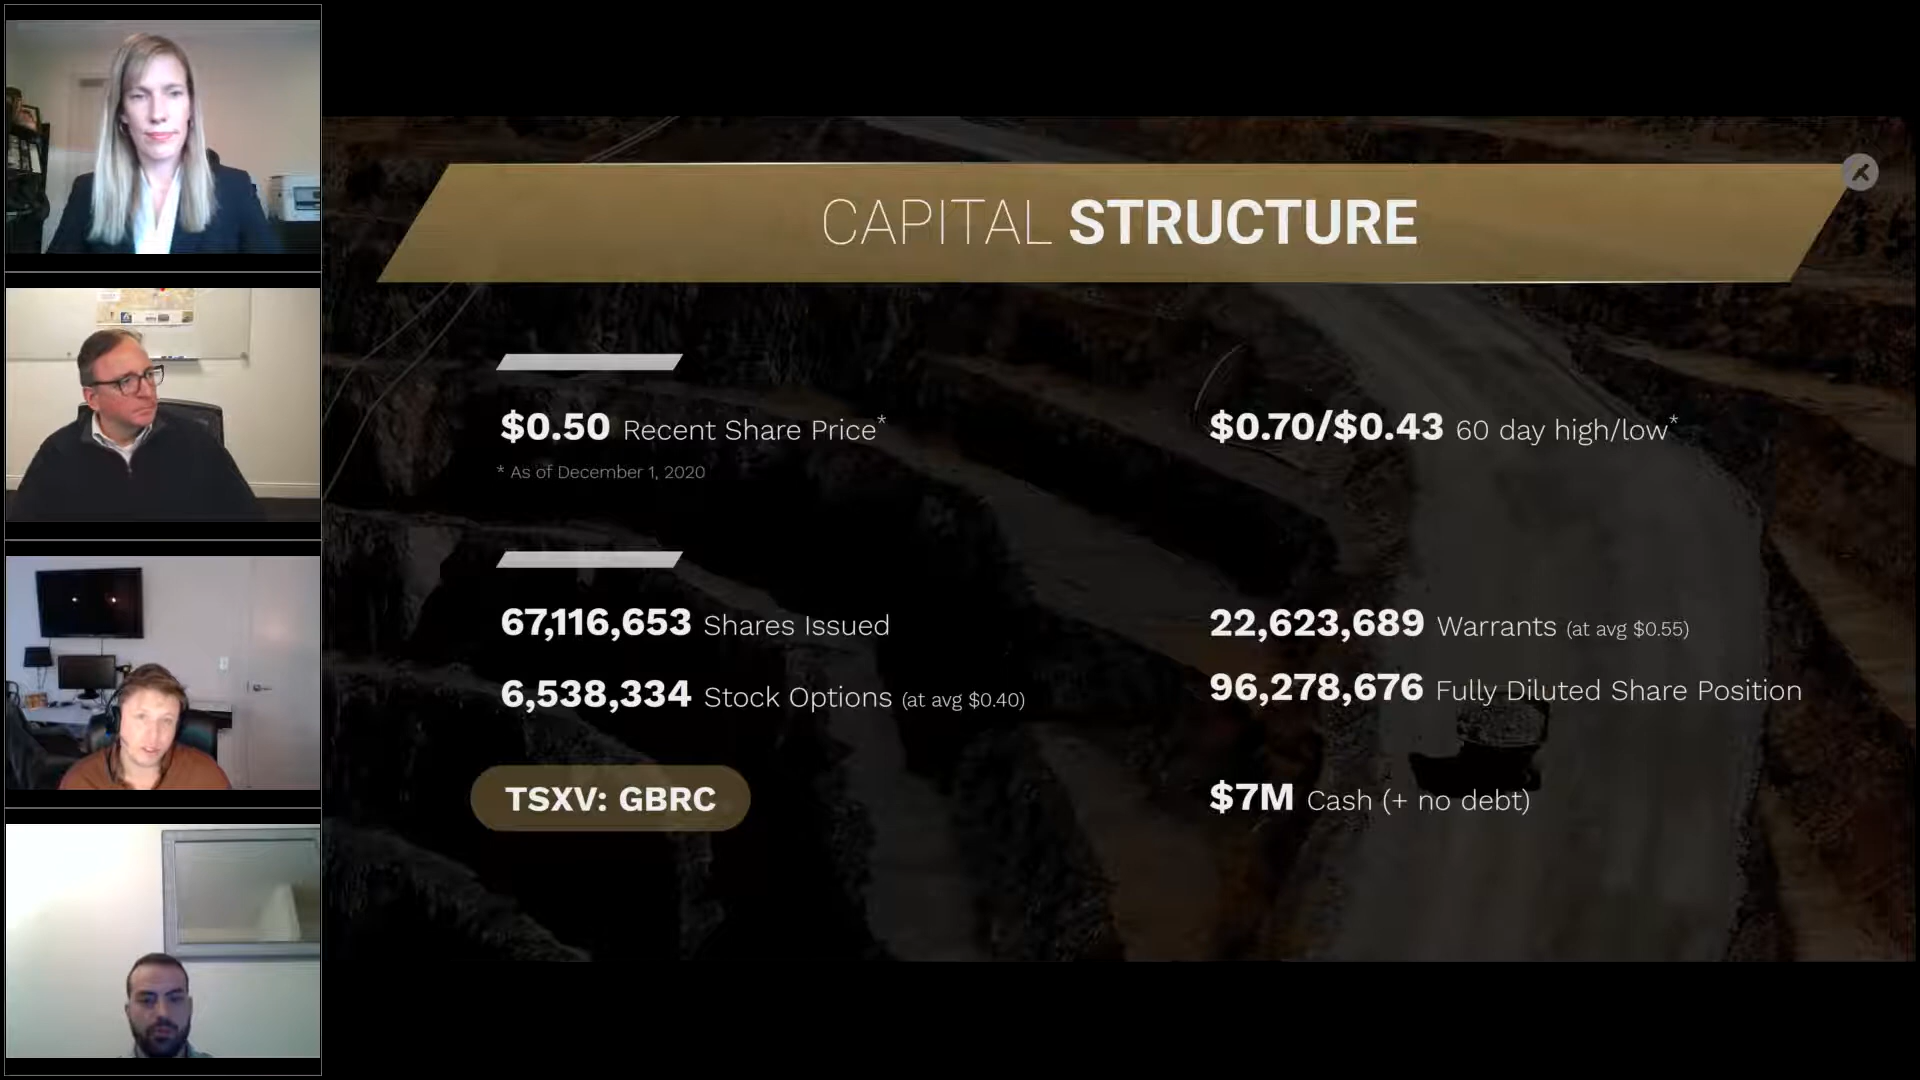 CAPITAL STRUCTURE
$0.50 Recent Share Price*
* As of December 1, 2020
$0.70/$0.43 60 day high/low*
67,116,653 Shares Issued
22,623,689 Warrants (at avg $0.55)
6,538,334 Stock Options (at avg $0.40)
96,278,676 Fully Diluted Share Position
TSXV: GBRC
$7M Cash (+ no debt)